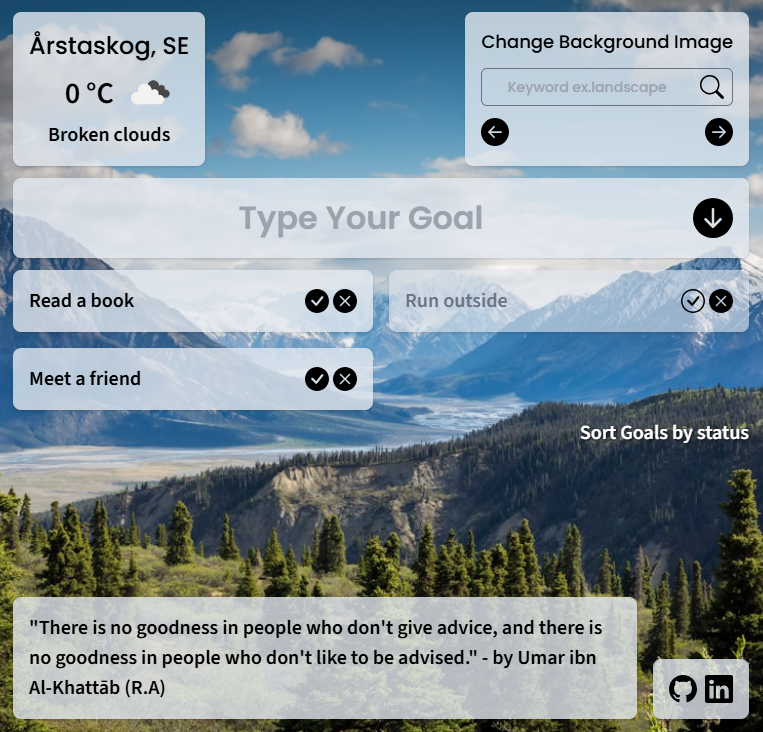 Årstaskog, SE
0 °C
Broken clouds
Change Background Image
Keyword ex.landscape
Type Your Goal
Read a book
Run outside
Meet a friend
Sort Goals by status
"There is no goodness in people who don't give advice, and there is
no goodness in people who don't like to be advised." - by Umar ibn
Al-Khattāb (R.A)